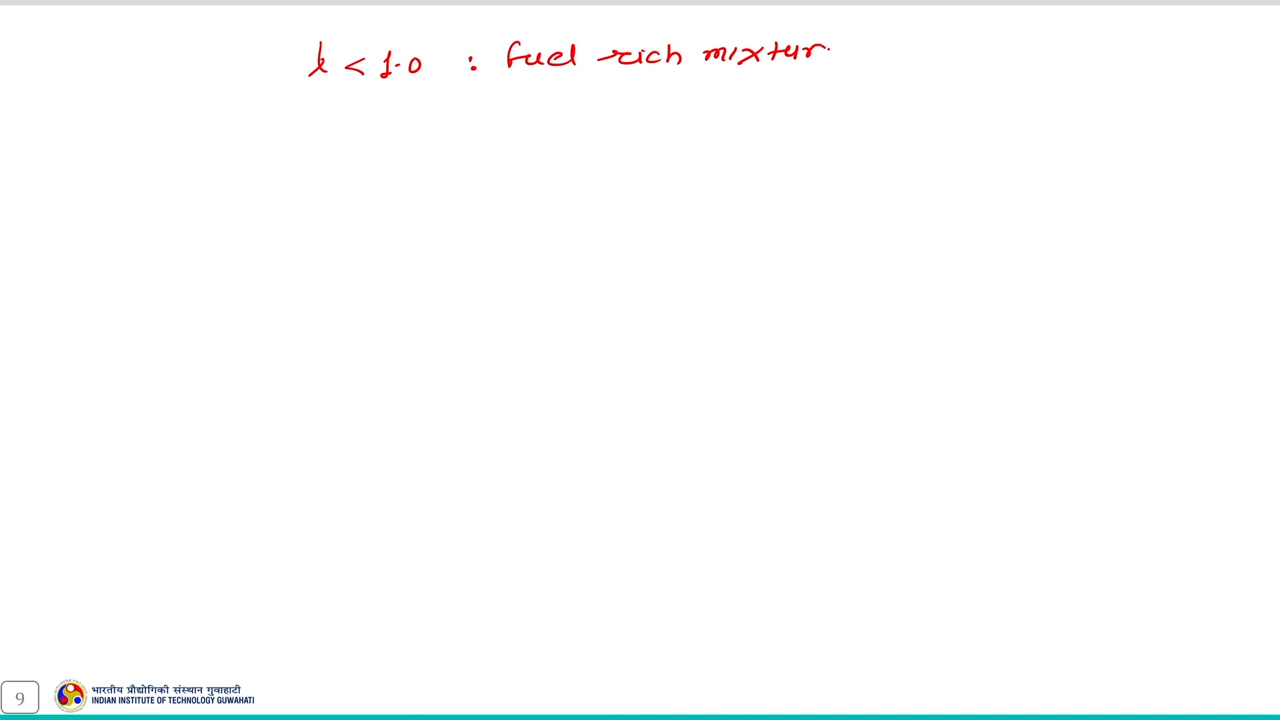 λ < 1.0 : fuel rich mixtur
9
भारतीय प्रौद्योगिकी संस्थान गुवाहाटी
INDIAN INSTITUTE OF TECHNOLOGY GUWAHATI